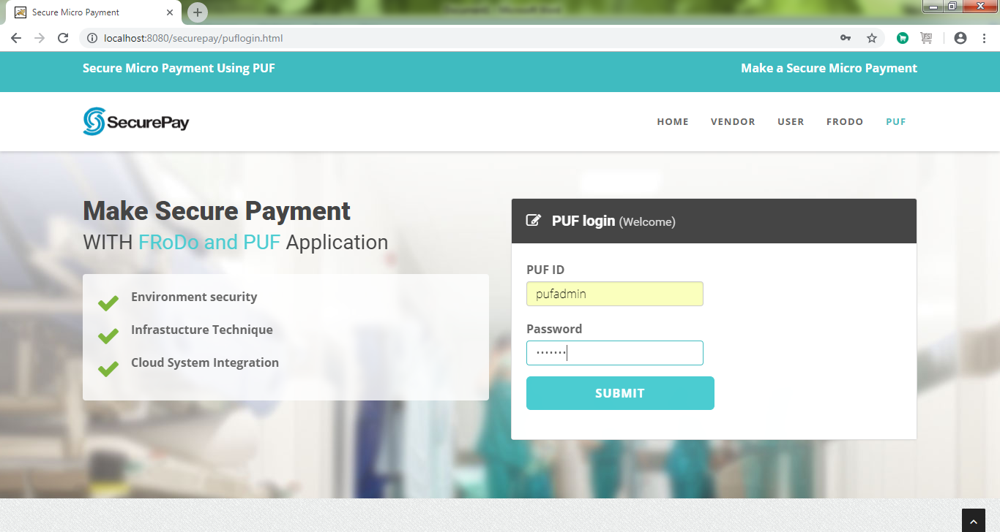 Secure Micro Payment
localhost:8080/securepay/puflogin.html
Secure Micro Payment Using PUF
Make a Secure Micro Payment
SecurePay
HOME VENDOR USER FRODO PUF
Make Secure Payment
WITH FRoDo and PUF Application
Environment security
Infrastucture Technique
Cloud System Integration
PUF login (Welcome)
PUF ID
pufadmin
Password
·······
SUBMIT